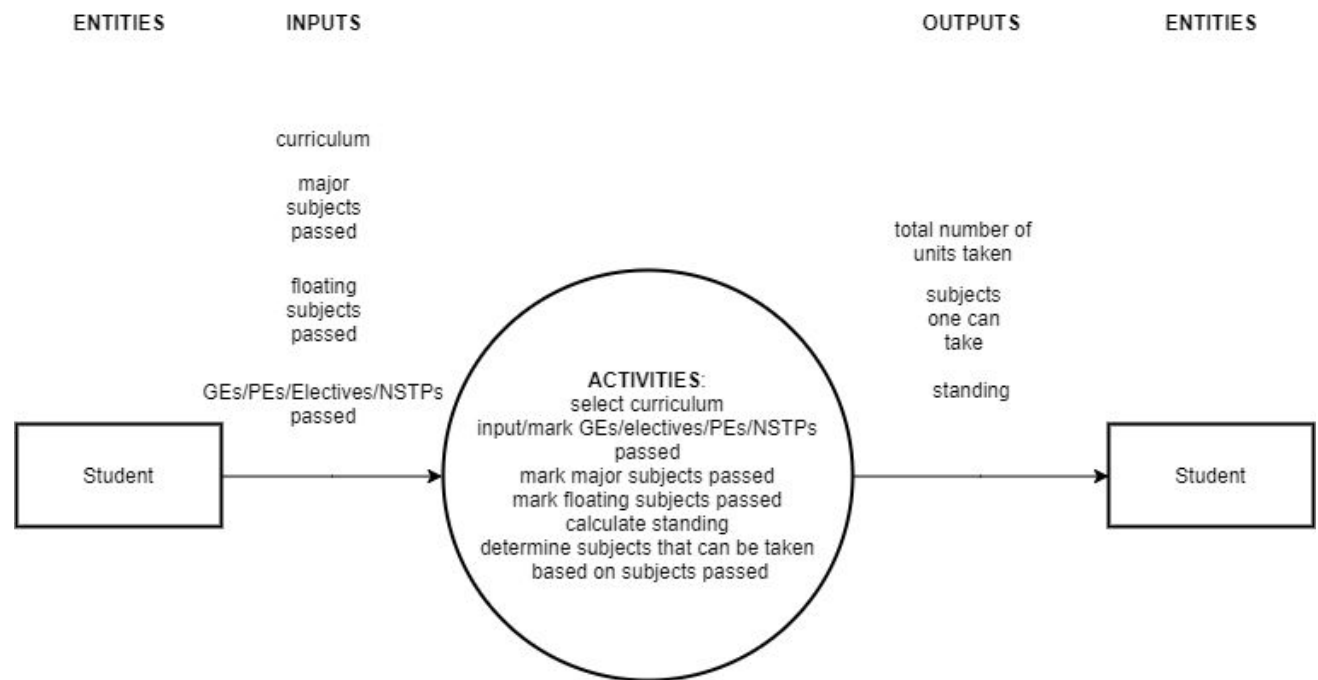 ENTITIES
INPUTS
OUTPUTS
ENTITIES
curriculum
major
subjects
passed
floating
subjects
passed
GEs/PEs/Electives/NSTPs
passed
Student
ACTIVITIES:
select curriculum
input/mark GEs/electives/PEs/NSTPs
passed
mark major subjects passed
mark floating subjects passed
calculate standing
determine subjects that can be taken
based on subjects passed
total number of
units taken
subjects
one can
take
standing
Student